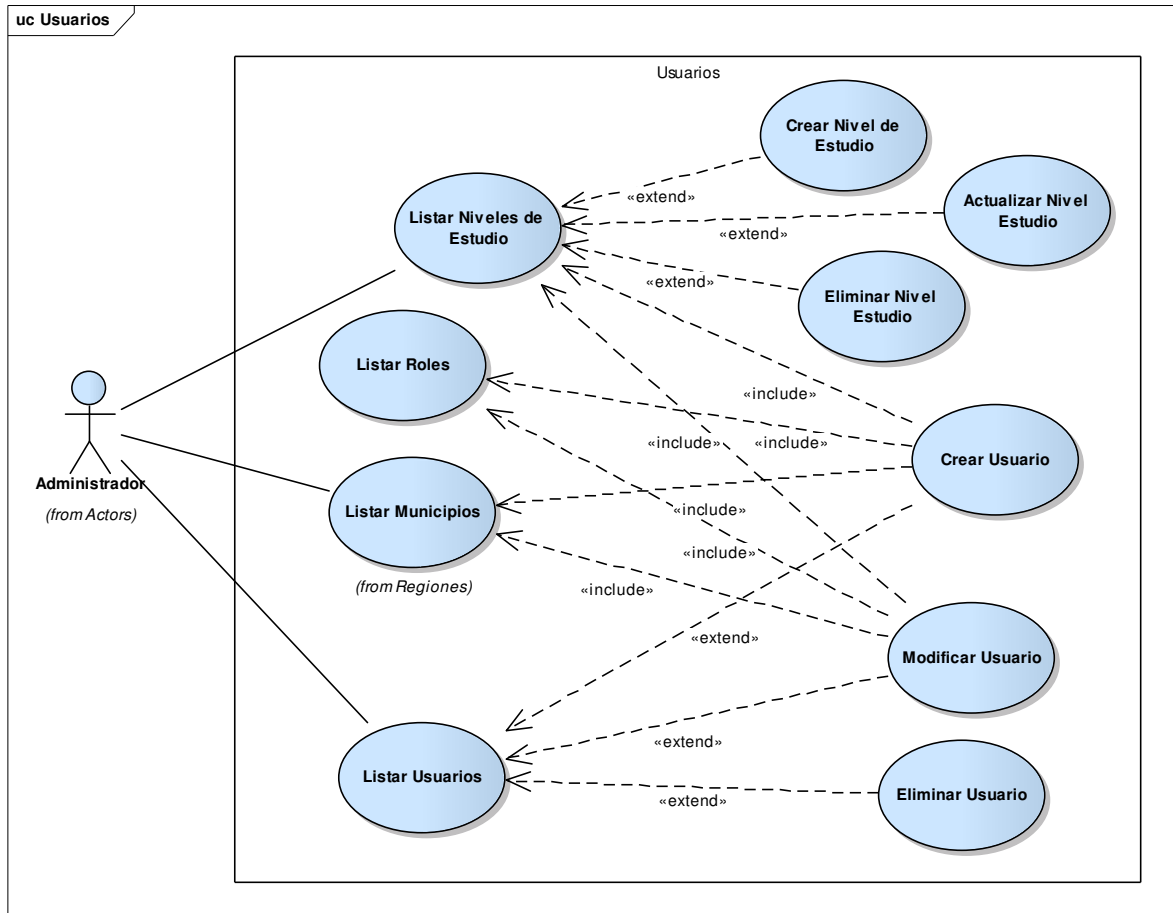 uc Usuarios
Usuarios
Crear Nivel de
Estudio
«extend»
Actualizar Nivel
Estudio
Listar Niveles de
Estudio
«extend»
«extend»
Eliminar Nivel
Estudio
Listar Roles
«include»
«include»
«include»
Crear Usuario
Administrador
(from Actors)
Listar Municipios
(from Regiones)
«include»
«include»
«include»
«extend»
Modificar Usuario
«extend»
Listar Usuarios
«extend»
Eliminar Usuario